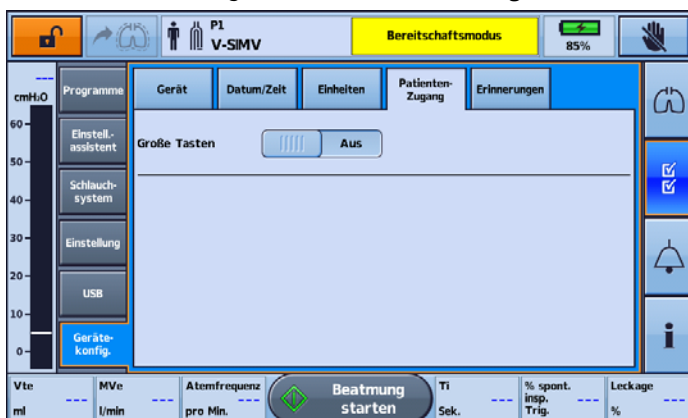 P1
V-SIMV
Bereitschaftsmodus
85%
---
cmH2O
60
50
40
30
20
10
0
Programme
Einstell.-
assistent
Schlauch-
system
Einstellung
USB
Geräte-
konfig.
Gerät
Datum/Zeit
Einheiten
Patienten-
Zugang
Erinnerungen
Große Tasten
Aus
Vte
---
ml
MVe
---
l/min
Atemfrequenz
---
pro Min.
Beatmung
starten
Ti
---
Sek.
% spont.
insp.
Trig.
---
Leckage
---
%